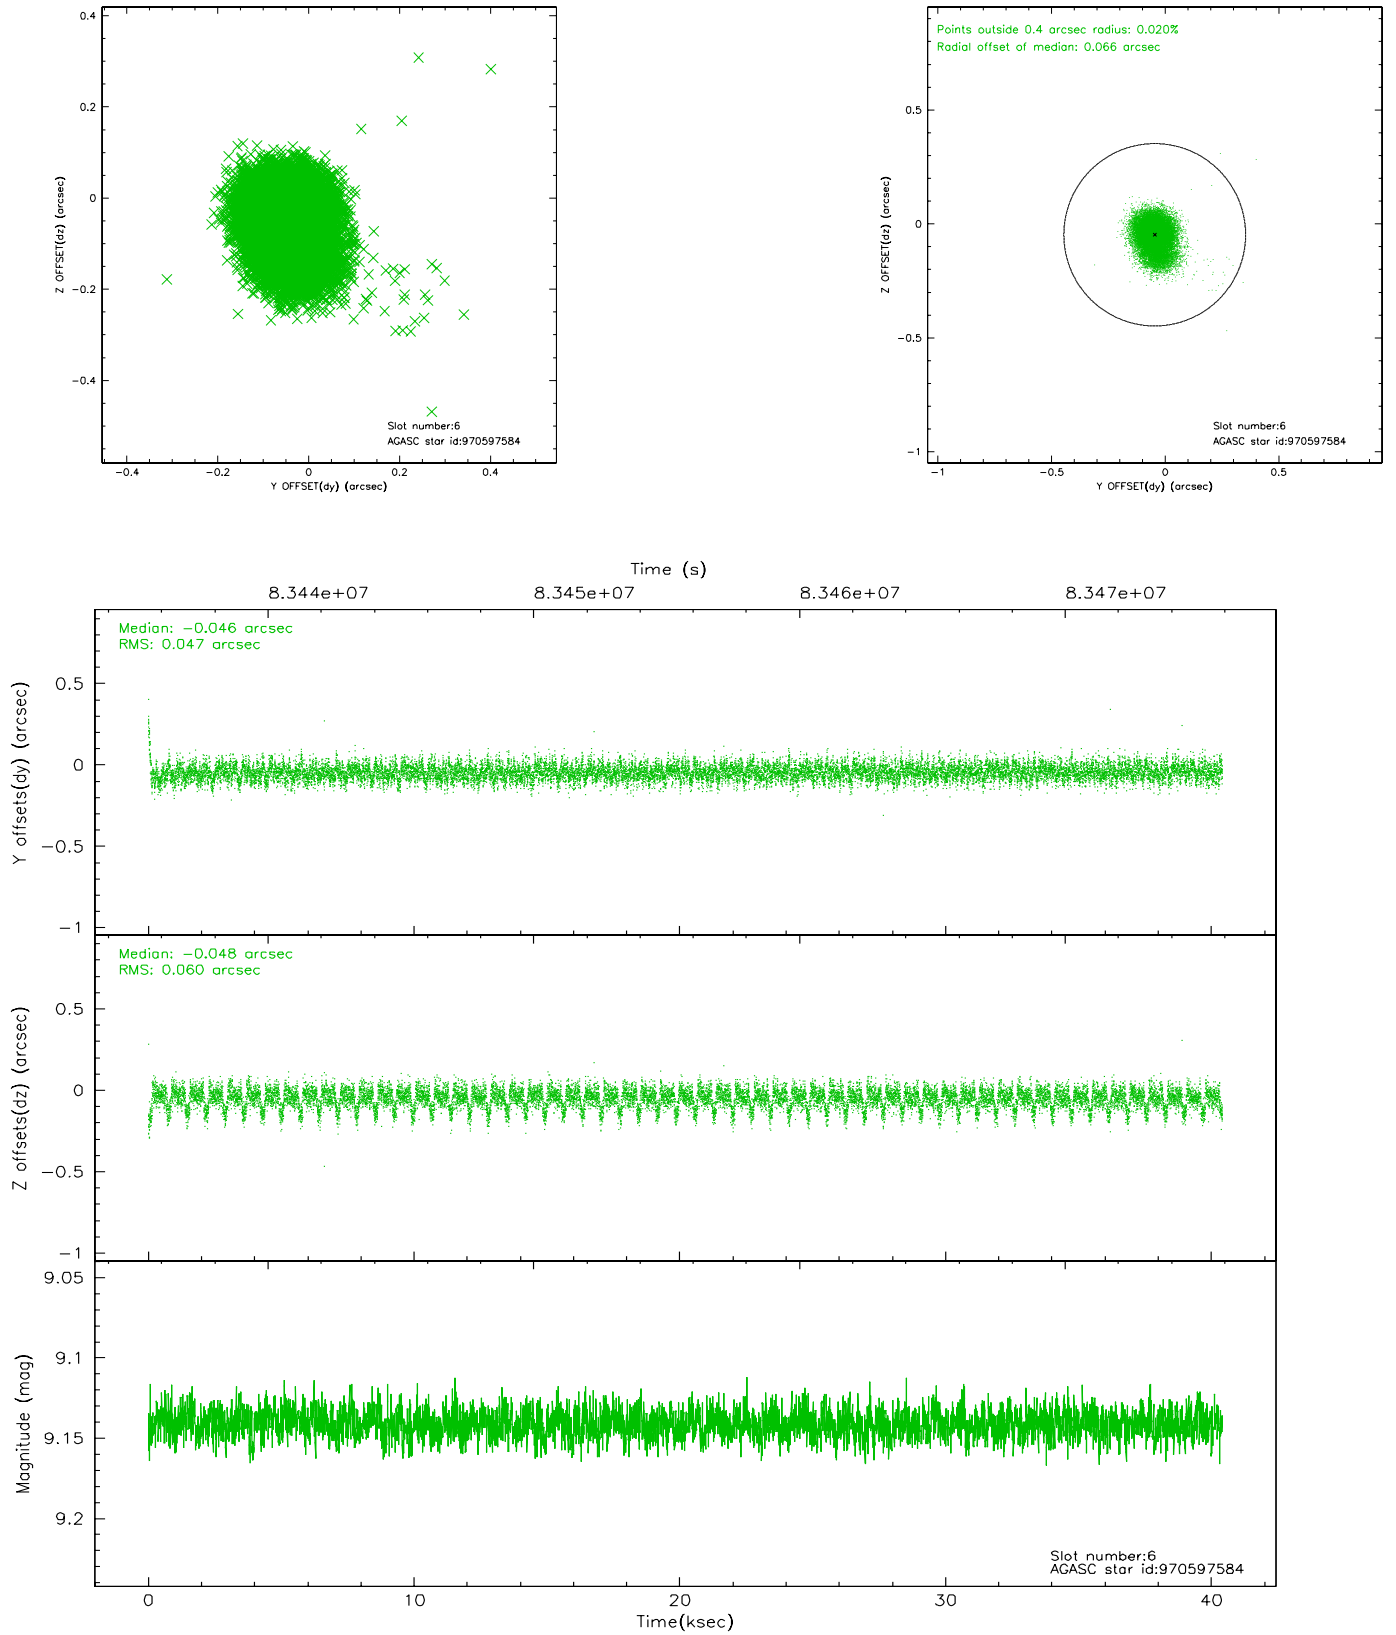 0.4
0.2
0
−0.2
−0.4
Z OFFSET(dz) (arcsec)
Slot number:6
AGASC star id:970597584
−0.4
−0.2
0
0.2
0.4
Y OFFSET(dy) (arcsec)
Points outside 0.4 arcsec radius: 0.020%
Radial offset of median: 0.066 arcsec
0.5
0
−0.5
−1
Z OFFSET(dz) (arcsec)
Slot number:6
AGASC star id:970597584
−1
−0.5
0
0.5
Y OFFSET(dy) (arcsec)
Time (s)
8.344e+07
8.345e+07
8.346e+07
8.347e+07
Median: −0.046 arcsec
RMS: 0.047 arcsec
0.5
0
−0.5
−1
Y offsets(dy) (arcsec)
Median: −0.048 arcsec
RMS: 0.060 arcsec
0.5
0
−0.5
−1
Z offsets(dz) (arcsec)
9.05
9.1
9.15
9.2
Magnitude (mag)
Slot number:6
AGASC star id:970597584
0
10
20
30
40
Time(ksec)